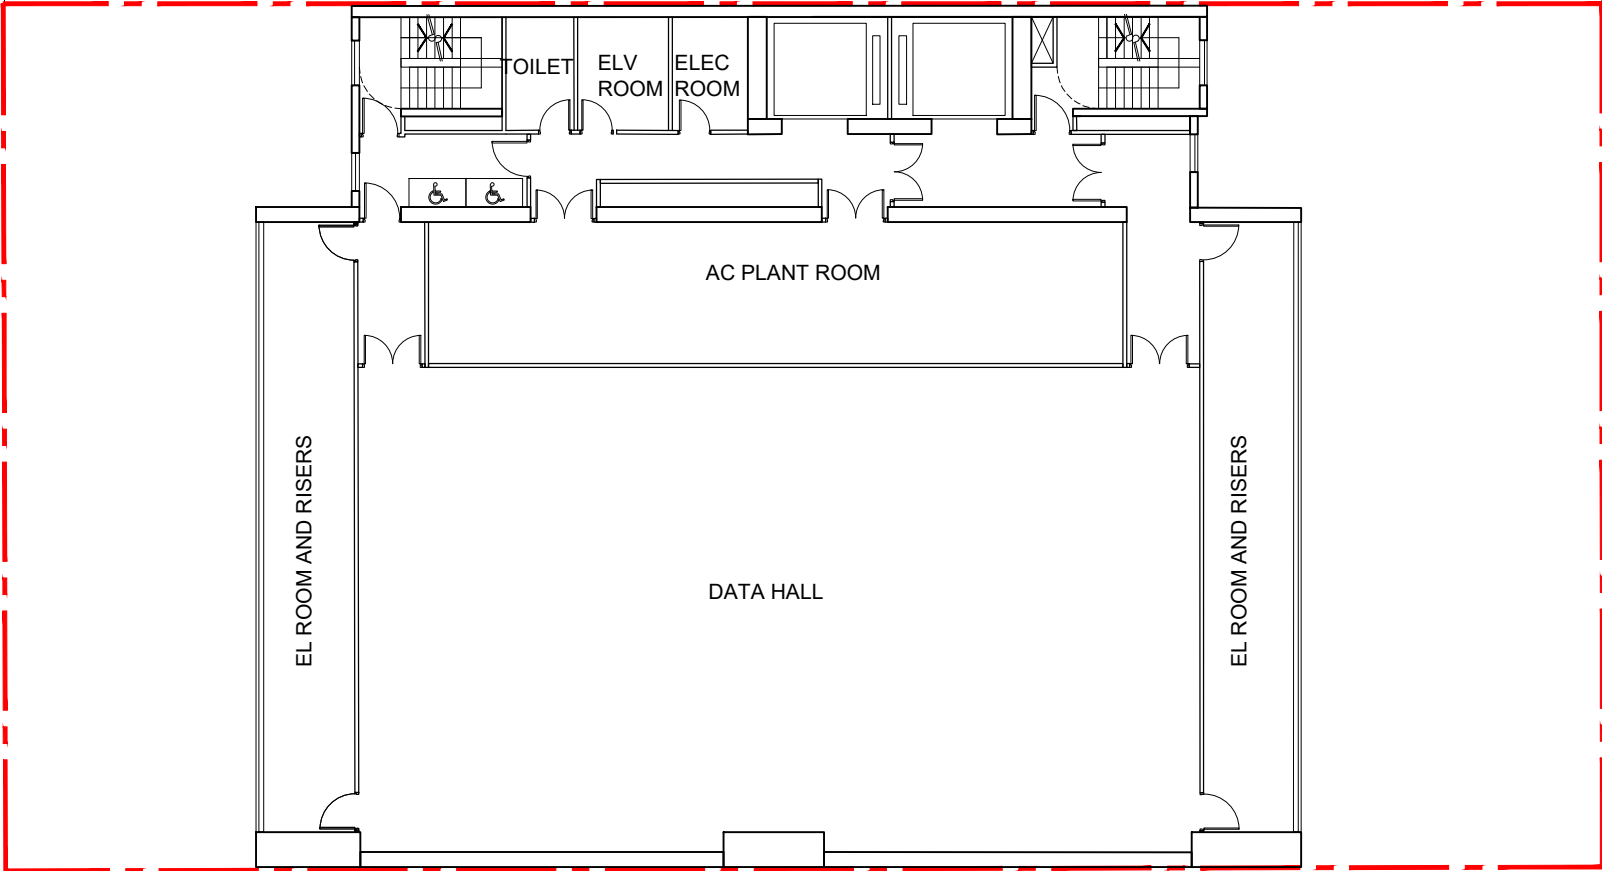 TOILET
ELV
ROOM
ELEC
ROOM
AC PLANT ROOM
EL ROOM AND RISERS
DATA HALL
EL ROOM AND RISERS